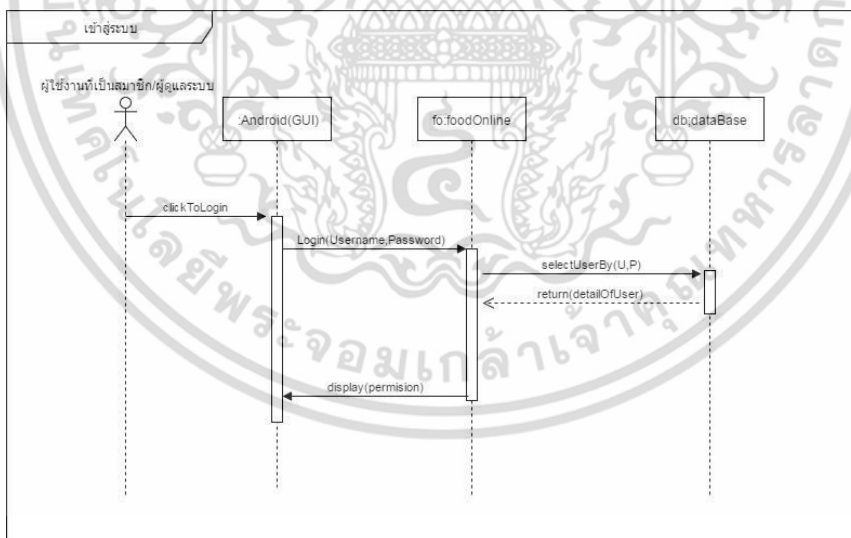 เข้าสู่ระบบ
ผู้ใช้งานที่เป็นสมาชิก/ผู้ดูแลระบบ
:Android(GUI)
fo:foodOnline
db;dataBase
clickToLogin
Login(Username,Password)
selectUserBy(U,P)
return(detailOfUser)
display(permision)